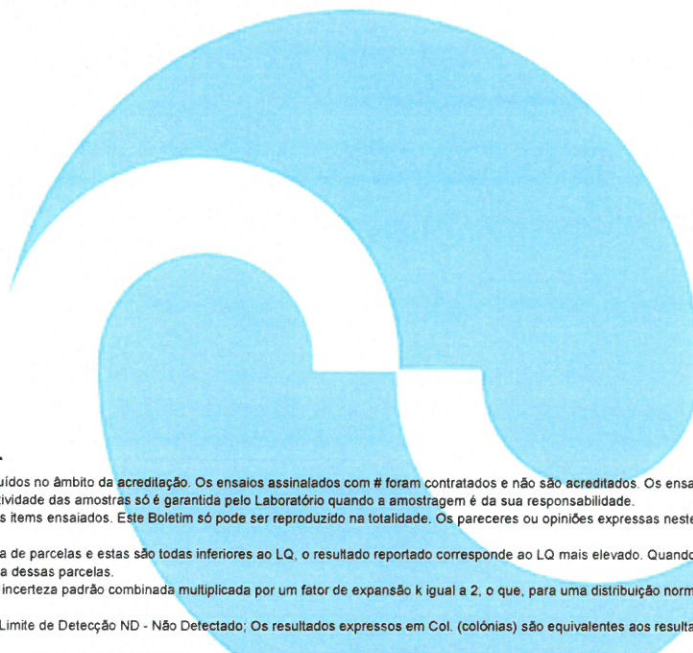 uídos no âmbito da acreditação. Os ensaios assinalados com # foram contratados e não são acreditados. Os ensa
tividade das amostras só é garantida pelo Laboratório quando a amostragem é da sua responsabilidade.
s items ensaiados. Este Boletim só pode ser reproduzido na totalidade. Os pareceres ou opiniões expressas neste
a de parcelas e estas são todas inferiores ao LQ, o resultado reportado corresponde ao LQ mais elevado. Quando
a dessas parcelas.
incerteza padrão combinada multiplicada por um fator de expansão k igual a 2, o que, para uma distribuição norm
Limite de Detecção ND - Não Detectado; Os resultados expressos em Col. (colónias) são equivalentes aos resulta